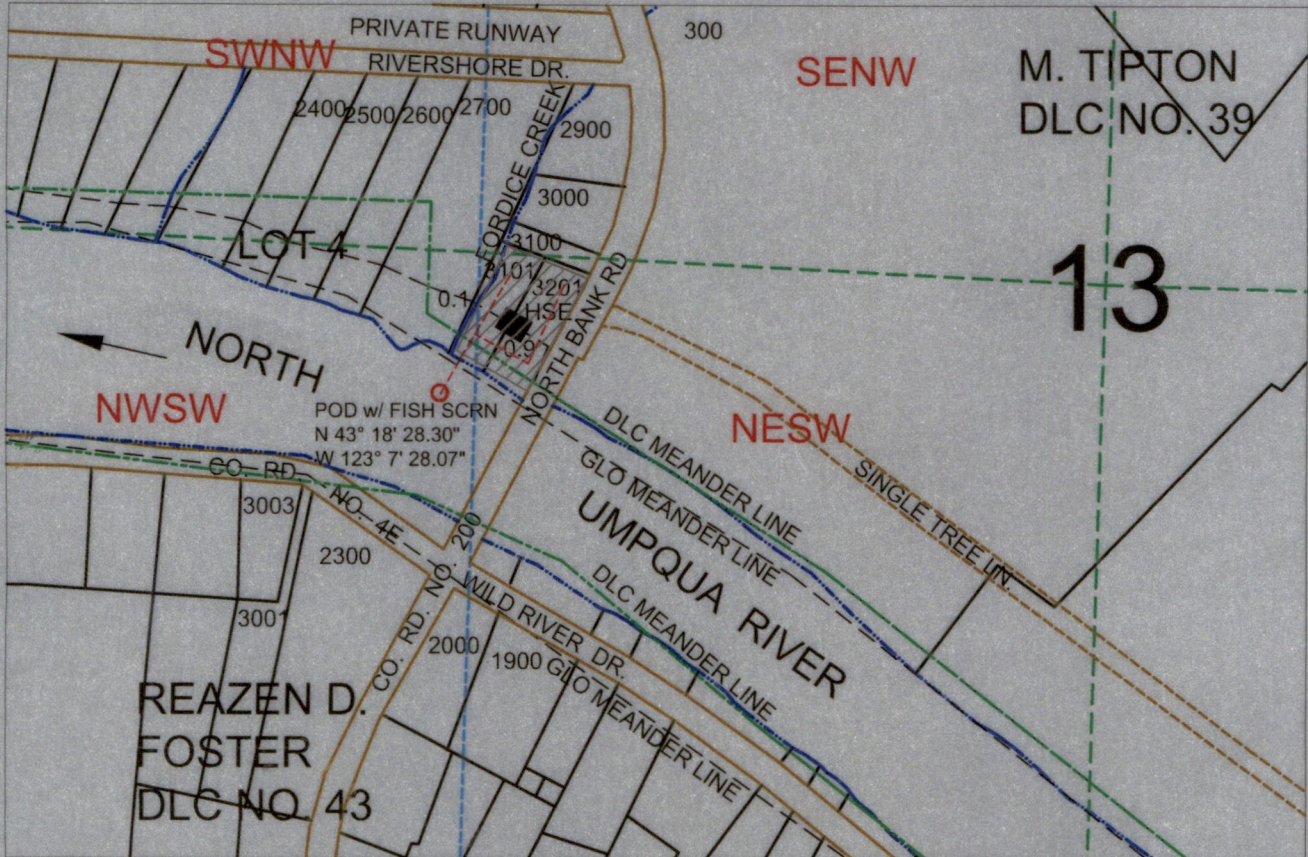 PRIVATE RUNWAY
300
SWNW
RIVERSHORE DR.
SENW
M. TIPTON
DLC NO. 39
2400
2500
2600
2700
FORDICE CREEK
2900
3000
LOT 4
3100
3101
3201
0.1
HSE
0.9
NORTH BANK RD
13
NORTH
UMPQUA RIVER
NWSW
POD w/ FISH SCRN
N 43° 18' 28.30"
W 123° 7' 28.07"
NESW
DLC MEANDER LINE
GLO MEANDER LINE
SINGLE TREE LN
CO. RD. NO. 4E
3003
2300
3001
CO. RD. NO. 200
WILD RIVER DR.
DLC MEANDER LINE
2000
1900
GLO MEANDER LINE
REAZEN D.
FOSTER
DLC NO. 43